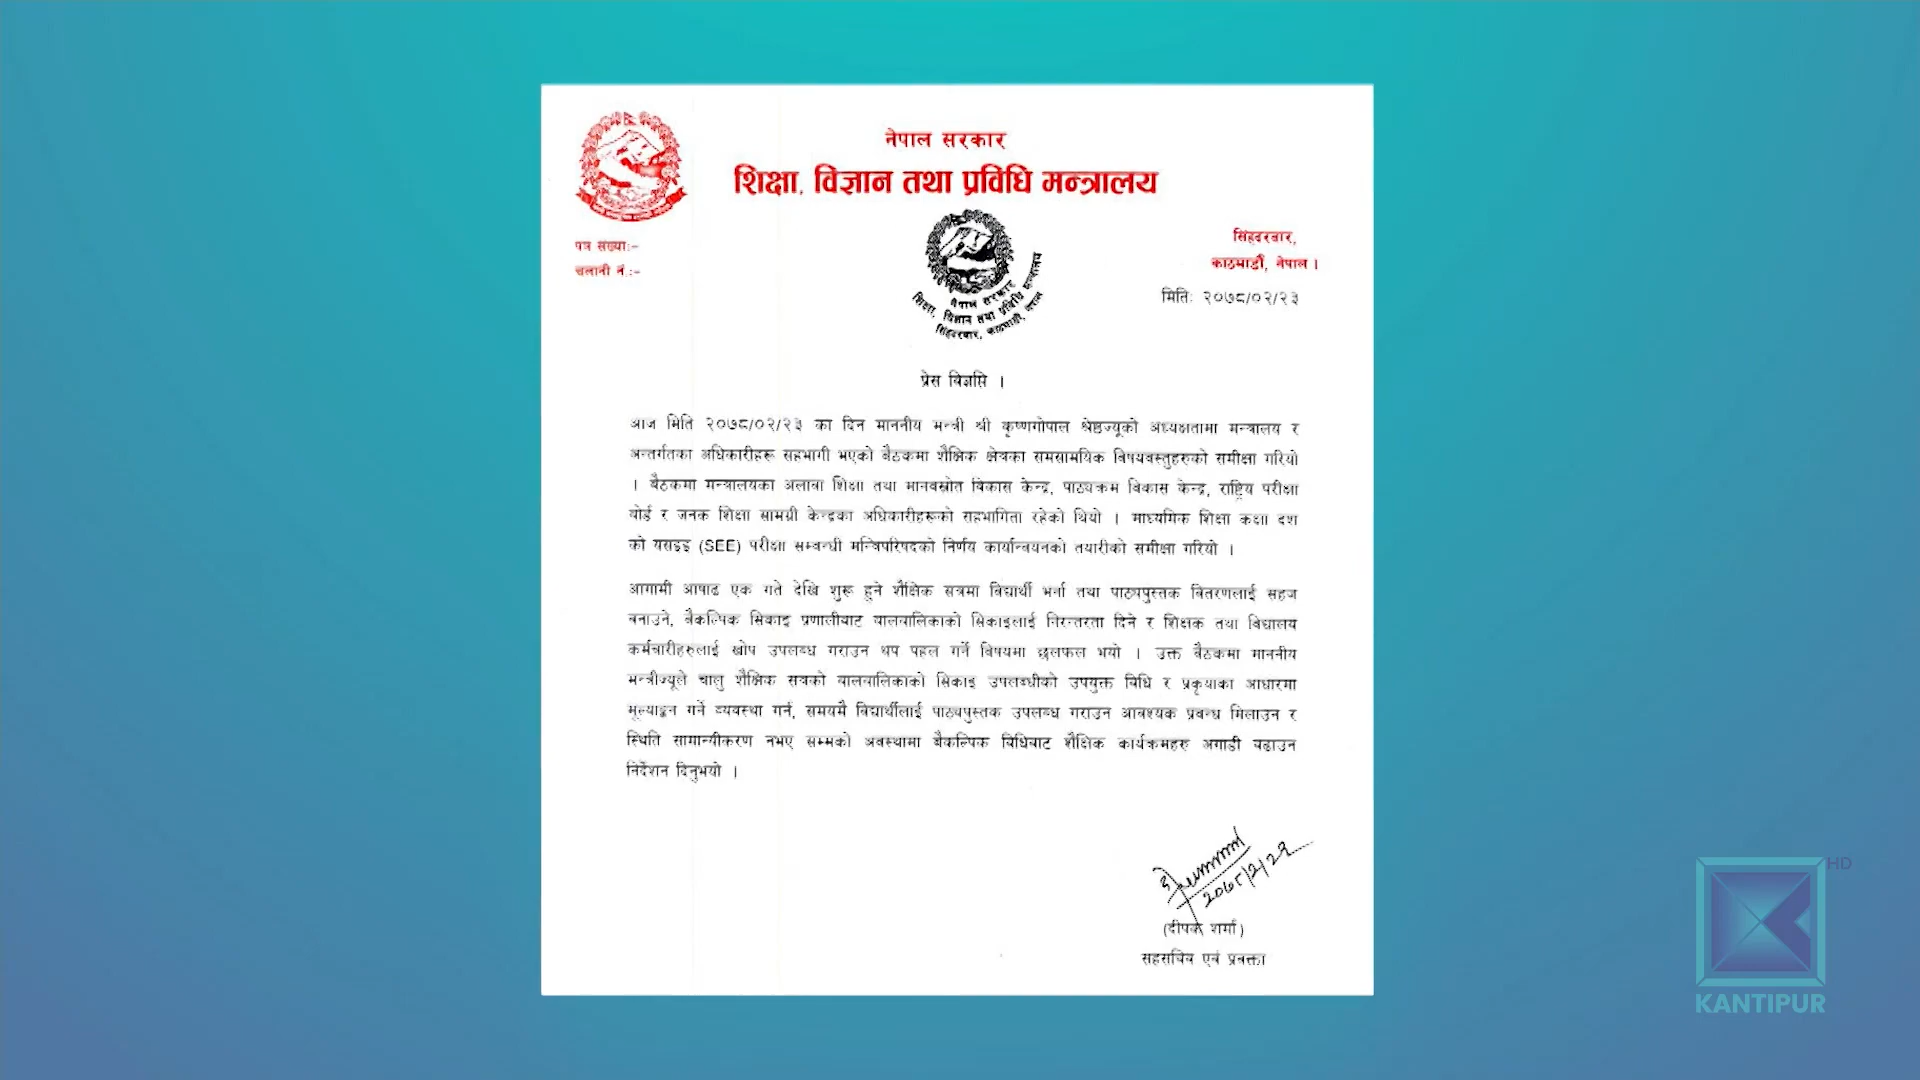 नेपाल सरकार
शिक्षा, विज्ञान तथा प्रविधि मन्त्रालय
पत्र संख्याः-
चलानी नं.:-
सिंहदरबार,
काठमाडौं, नेपाल ।
नेपाल सरकार
शिक्षा, विज्ञान तथा प्रविधि मन्त्रालय
सिंहदरबार, काठमाडौं, नेपाल
मितिः २०७८/०२/२३
प्रेस विज्ञप्ति ।
आज मिति २०७८/०२/२३ का दिन माननीय मन्त्री श्री कृष्णगोपाल श्रेष्ठज्यूको अध्यक्षतामा मन्त्रालय र
अन्तर्गतका अधिकारीहरू सहभागी भएको बैठकमा शैक्षिक क्षेत्रका समसामयिक विषयवस्तुहरुको समीक्षा गरियो
। बैठकमा मन्त्रालयका अलावा शिक्षा तथा मानवस्रोत विकास केन्द्र, पाठ्यक्रम विकास केन्द्र, राष्ट्रिय परीक्षा
बोर्ड र जनक शिक्षा सामग्री केन्द्रका अधिकारीहरूको सहभागिता रहेको थियो । माध्यमिक शिक्षा कक्षा दश
को यसइइ (SEE) परीक्षा सम्बन्धी मन्त्रिपरिषदको निर्णय कार्यान्वयनको तयारीको समीक्षा गरियो ।
आगामी आषाढ एक गते देखि शुरू हुने शैक्षिक सत्रमा विद्यार्थी भर्ना तथा पाठ्यपुस्तक वितरणलाई सहज
बनाउने, बैकल्पिक सिकाइ प्रणालीबाट बालबालिकाको सिकाइलाई निरन्तरता दिने र शिक्षक तथा विद्यालय
कर्मचारीहरुलाई खोप उपलब्ध गराउन थप पहल गर्ने विषयमा छलफल भयो । उक्त बैठकमा माननीय
मन्त्रीज्यूले चालु शैक्षिक सत्रको बालबालिकाको सिकाइ उपलब्धीको उपयुक्त विधि र प्रकृयाका आधारमा
मूल्याङ्कन गर्ने व्यवस्था गर्न, समयमै विद्यार्थीलाई पाठ्यपुस्तक उपलब्ध गराउन आवश्यक प्रबन्ध मिलाउन र
स्थिति सामान्यीकरण नभए सम्मको अवस्थामा बैकल्पिक बिधिबाट शैक्षिक कार्यक्रमहरु अगाडी बढाउन
निर्देशन दिनुभयो ।
२०७८/२/२३
(दीपक शर्मा)
सहसचिव एवं प्रवक्ता
HD
KANTIPUR